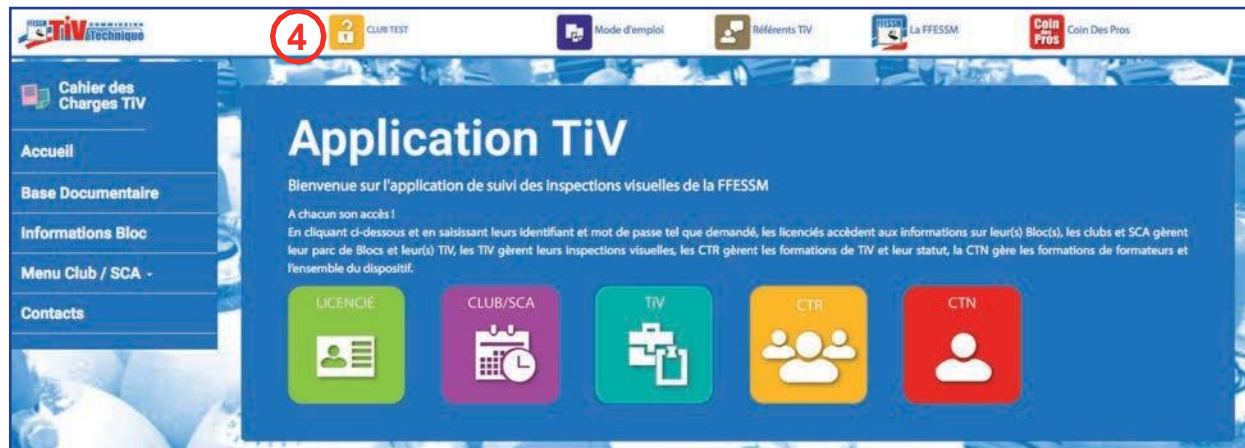 FFESSM TiV COMMISSION Technique
4
CLUB TEST
Mode d'emploi
Référents TIV
FFESSM
La FFESSM
Coin des Pros
Coin Des Pros
Cahier des
Charges TIV
Accueil
Base Documentaire
Informations Bloc
Menu Club / SCA -
Contacts
Application TiV
Bienvenue sur l'application de suivi des inspections visuelles de la FFESSM
A chacun son accès !
En cliquant ci-dessous et en saisissant leurs identifiant et mot de passe tel que demandé, les licenciés accèdent aux informations sur leur(s) Bloc(s), les clubs et SCA gèrent
leur parc de Blocs et leur(s) TIV, les TIV gèrent leurs inspections visuelles, les CTR gèrent les formations de TiV et leur statut, la CTN gère les formations de formateurs et
l'ensemble du dispositif.
LICENCIÉ
CLUB/SCA
TiV
CTR
CTN